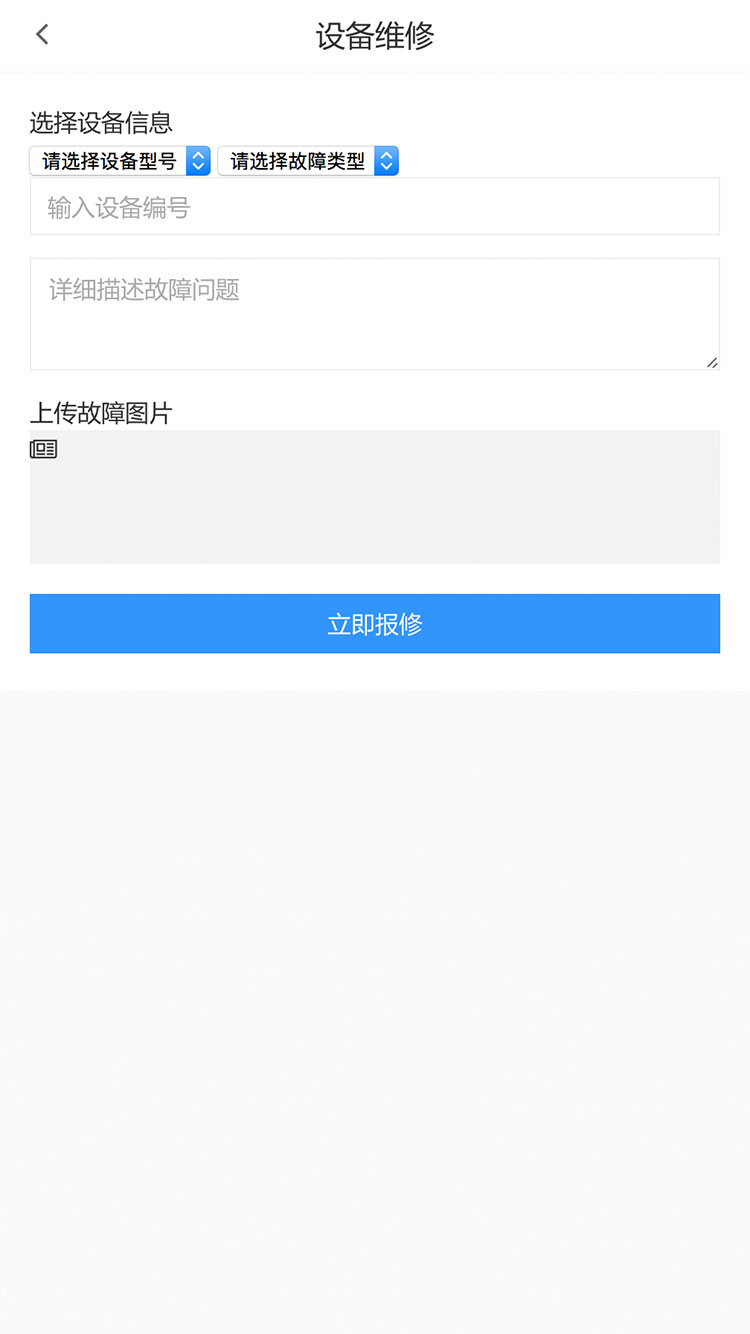 设备维修
选择设备信息
请选择设备型号 请选择故障类型
输入设备编号
详细描述故障问题
上传故障图片
立即报修